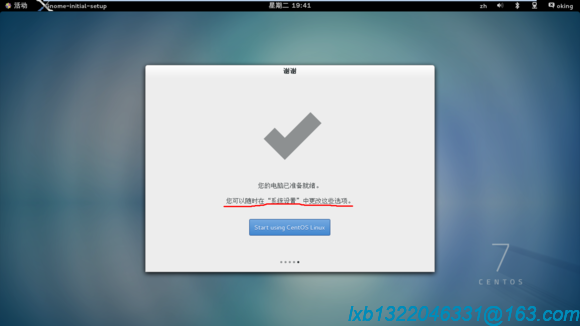 活动 gnome-initial-setup 星期二 19:41 zh oking
谢谢
您的电脑已准备就绪。
您可以随时在“系统设置”中更改这些选项。
Start using CentOS Linux
7
CENTOS
lxb1322046331@163.com